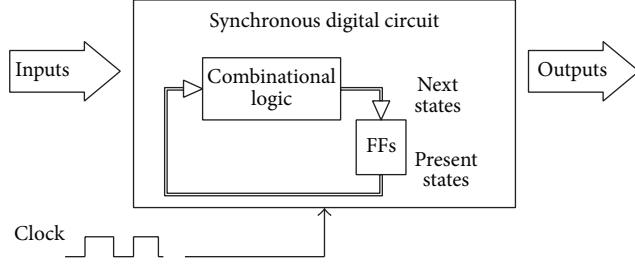 Synchronous digital circuit
Inputs
Combinational
logic
Next
states
FFs
Present
states
Outputs
Clock